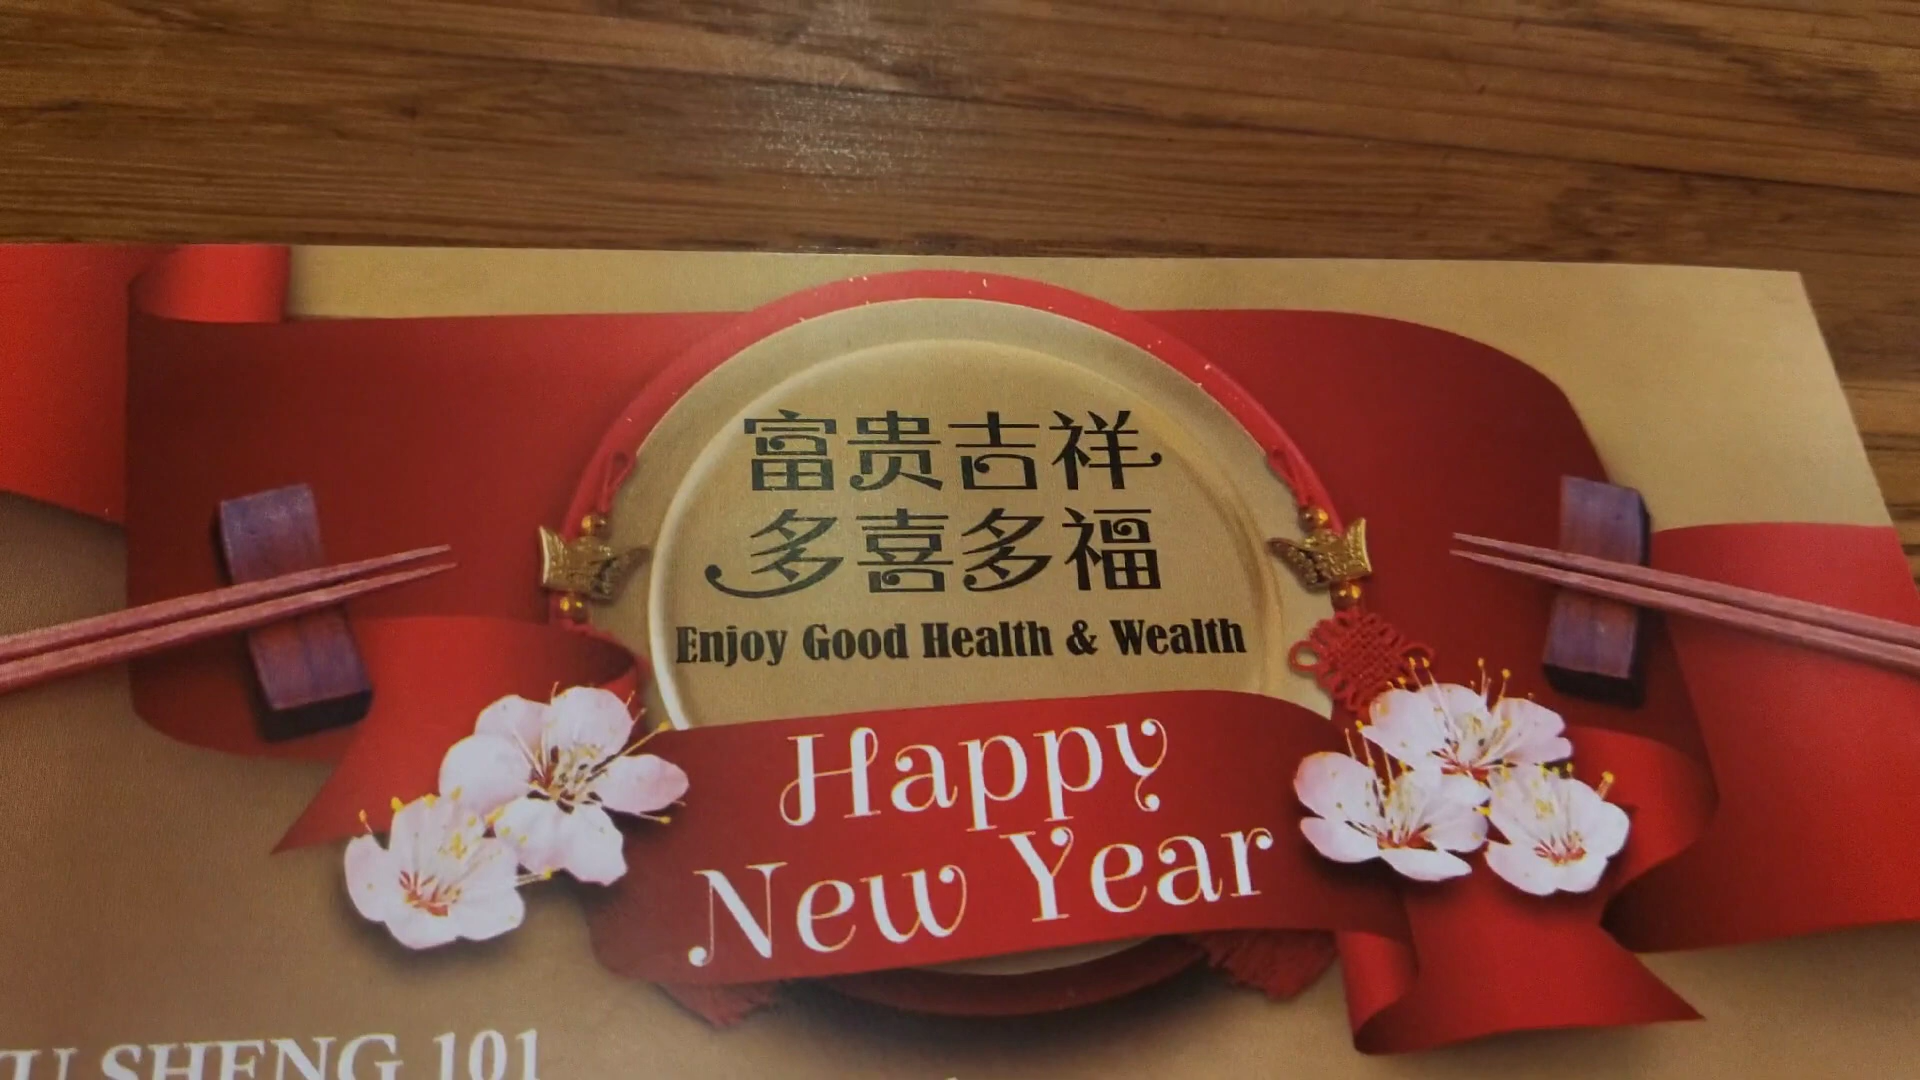 富贵吉祥
多喜多福
Enjoy Good Health & Wealth
Happy
New Year
SHENG 101